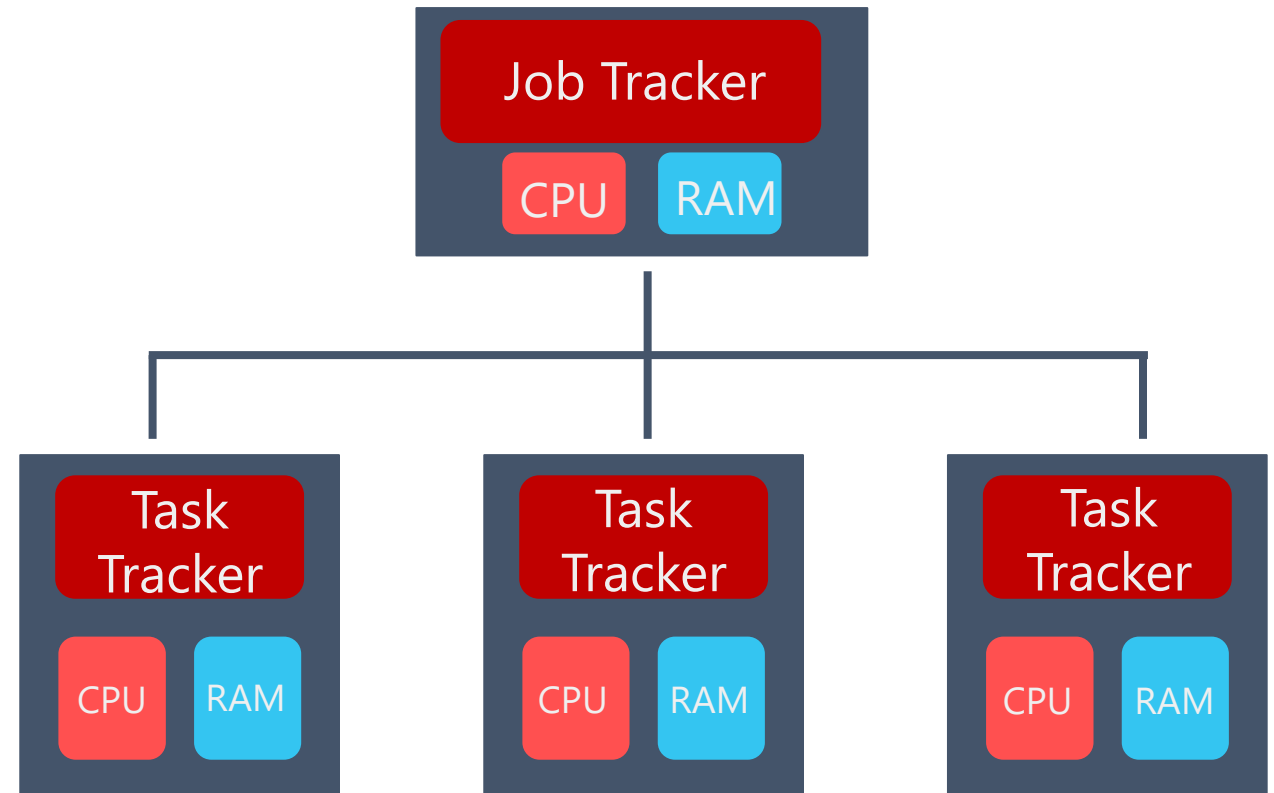 Job Tracker
CPU RAM
Task
Tracker
CPU RAM
Task
Tracker
CPU RAM
Task
Tracker
CPU RAM